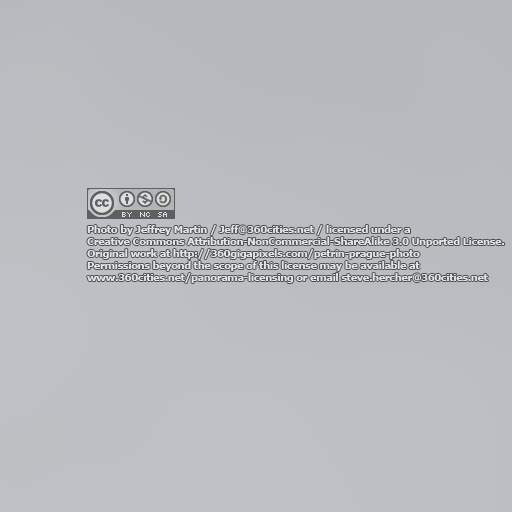 cc BY NC SA
Photo by Jeffrey Martin / Jeff@360cities.net / licensed under a
Creative Commons Attribution-NonCommercial-ShareAlike 3.0 Unported License.
Original work at http://360gigapixels.com/petrin-prague-photo
Permissions beyond the scope of this license may be available at
www.360cities.net/panorama-licensing or email steve.hercher@360cities.net